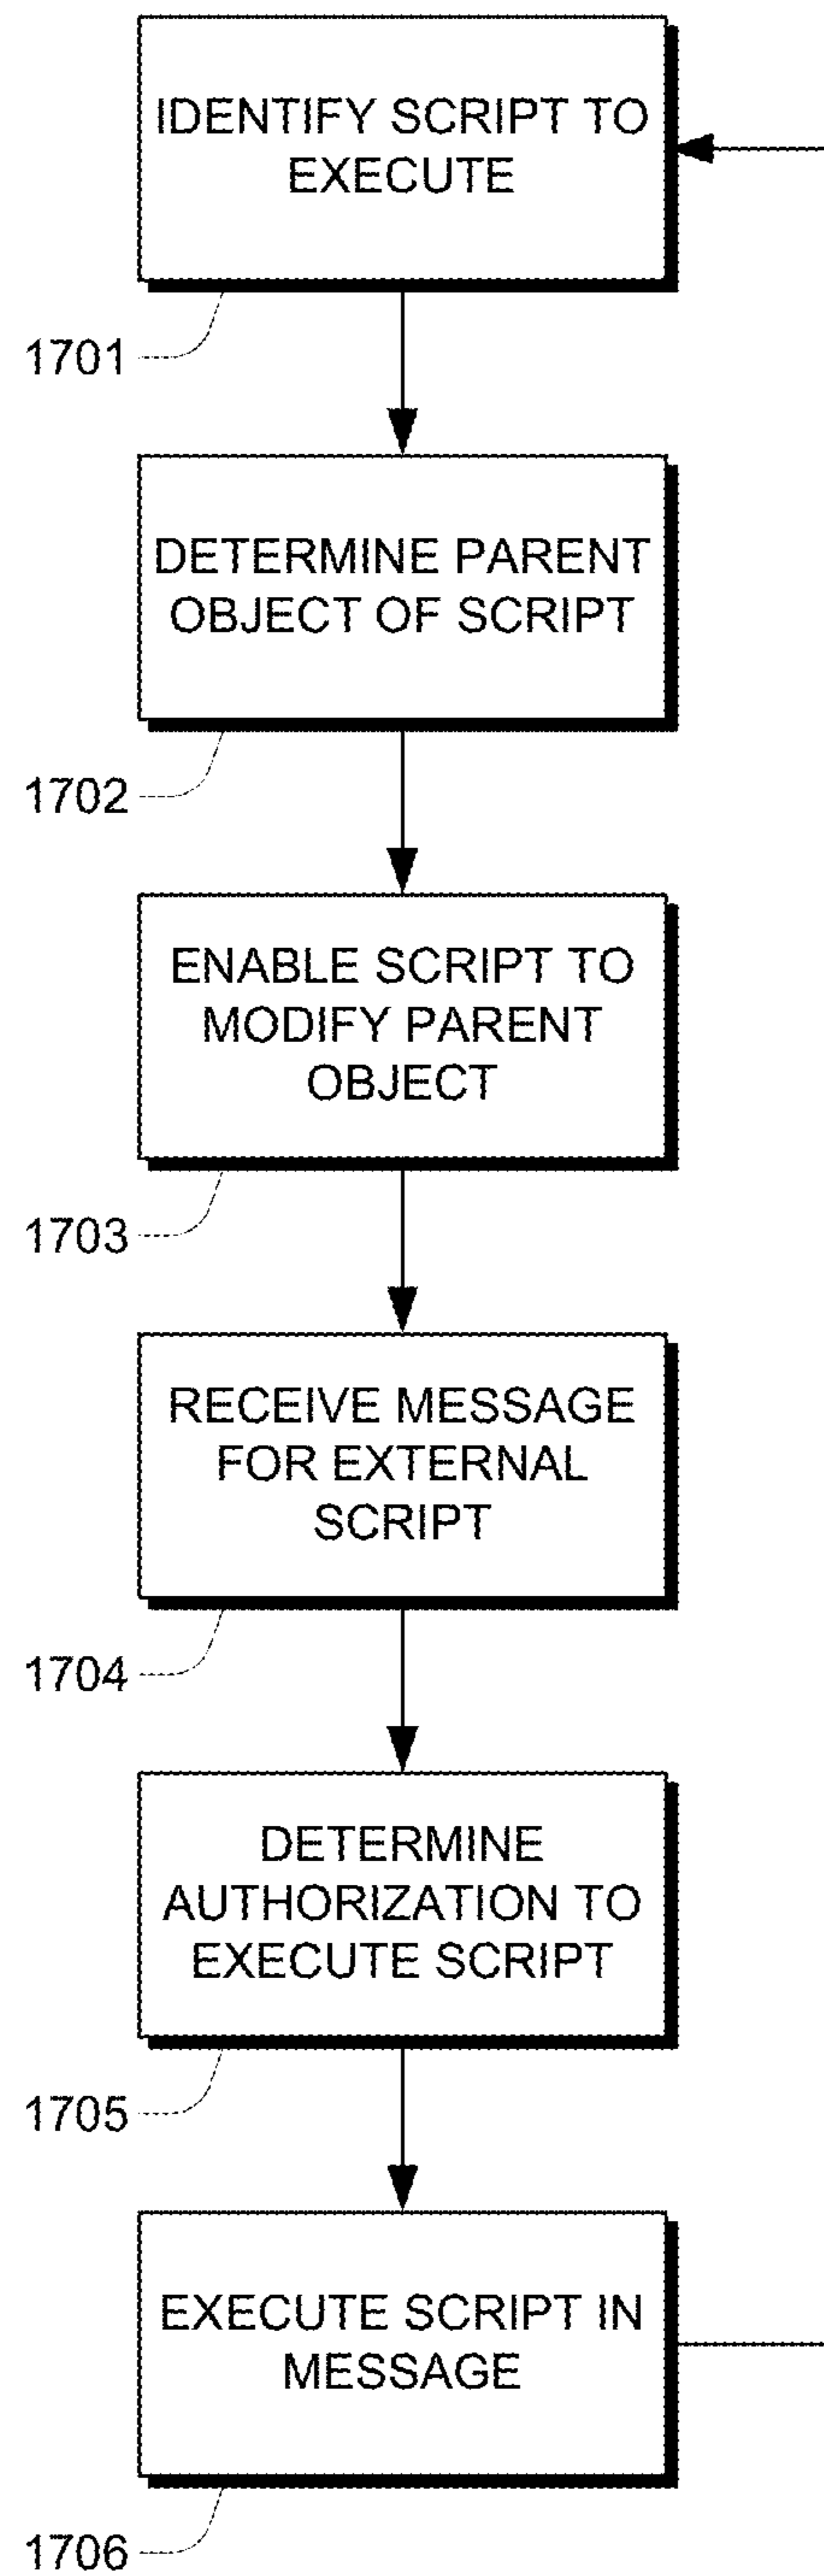 IDENTIFY SCRIPT TO
EXECUTE
1701
DETERMINE PARENT
OBJECT OF SCRIPT
1702
ENABLE SCRIPT TO
MODIFY PARENT
OBJECT
1703
RECEIVE MESSAGE
FOR EXTERNAL
SCRIPT
1704
DETERMINE
AUTHORIZATION TO
EXECUTE SCRIPT
1705
EXECUTE SCRIPT IN
MESSAGE
1706